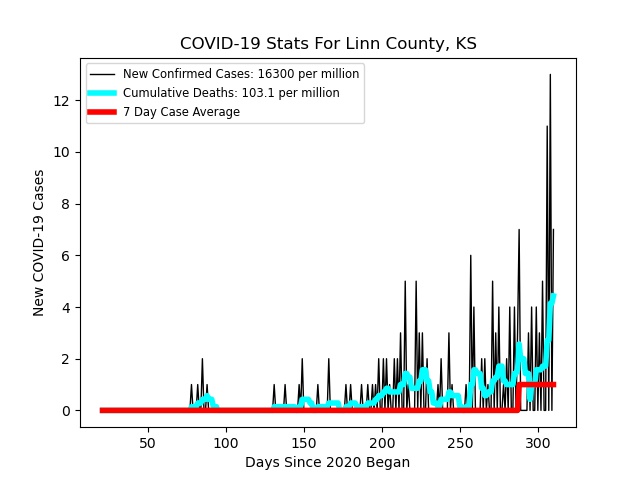 COVID-19 Stats For Linn County, KS
New Confirmed Cases: 16300 per million
Cumulative Deaths: 103.1 per million
7 Day Case Average
New COVID-19 Cases
12
10
8
6
4
2
0
50 100 150 200 250 300
Days Since 2020 Began